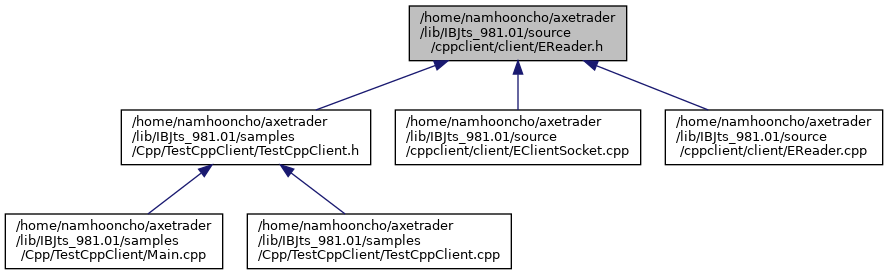 /home/namhooncho/axetrader
/lib/IBJts_981.01/source
/cppclient/client/EReader.h
/home/namhooncho/axetrader
/lib/IBJts_981.01/samples
/Cpp/TestCppClient/TestCppClient.h
/home/namhooncho/axetrader
/lib/IBJts_981.01/source
/cppclient/client/EClientSocket.cpp
/home/namhooncho/axetrader
/lib/IBJts_981.01/source
/cppclient/client/EReader.cpp
/home/namhooncho/axetrader
/lib/IBJts_981.01/samples
/Cpp/TestCppClient/Main.cpp
/home/namhooncho/axetrader
/lib/IBJts_981.01/samples
/Cpp/TestCppClient/TestCppClient.cpp